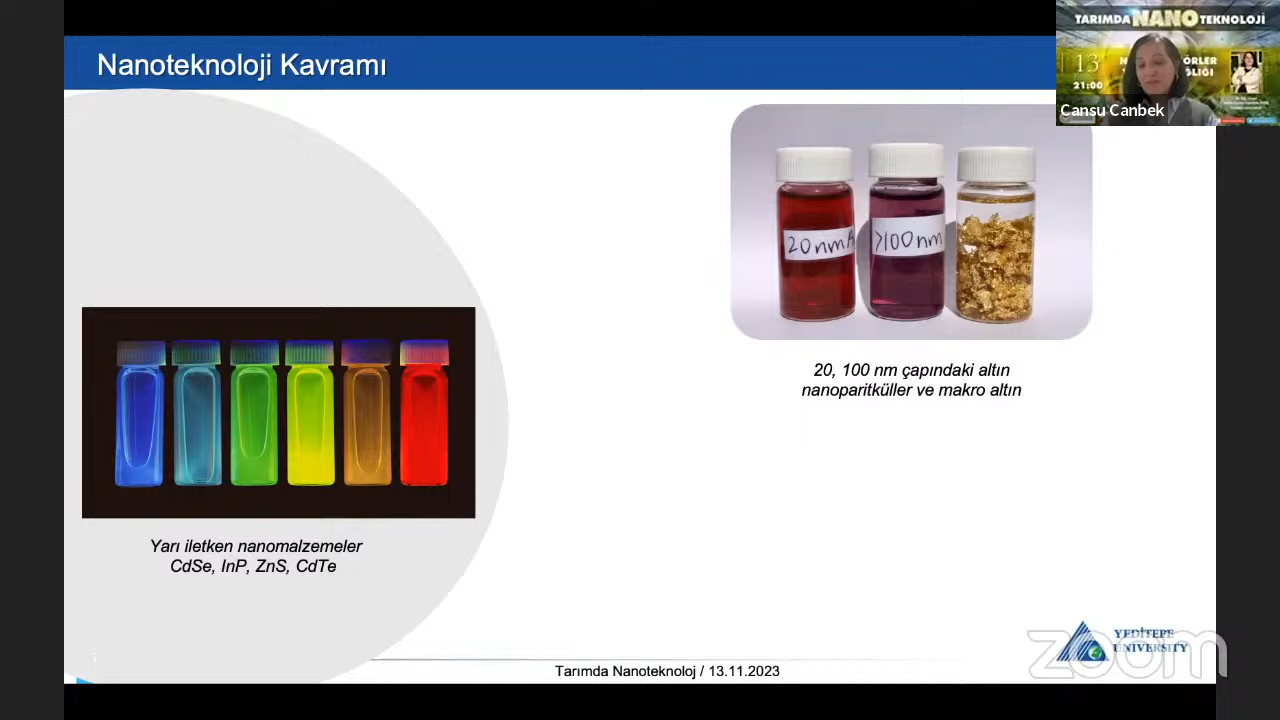 Nanoteknoloji Kavramı
TARIMDA NANO TEKNOLOJİ
13
21:00
Cansu Canbek
20nm
>100nm
20, 100 nm çapındaki altın
nanoparitküller ve makro altın
Yarı iletken nanomalzemeler
CdSe, InP, ZnS, CdTe
YEDİTEPE
UNIVERSITY
zoom
Tarımda Nanoteknoloj / 13.11.2023